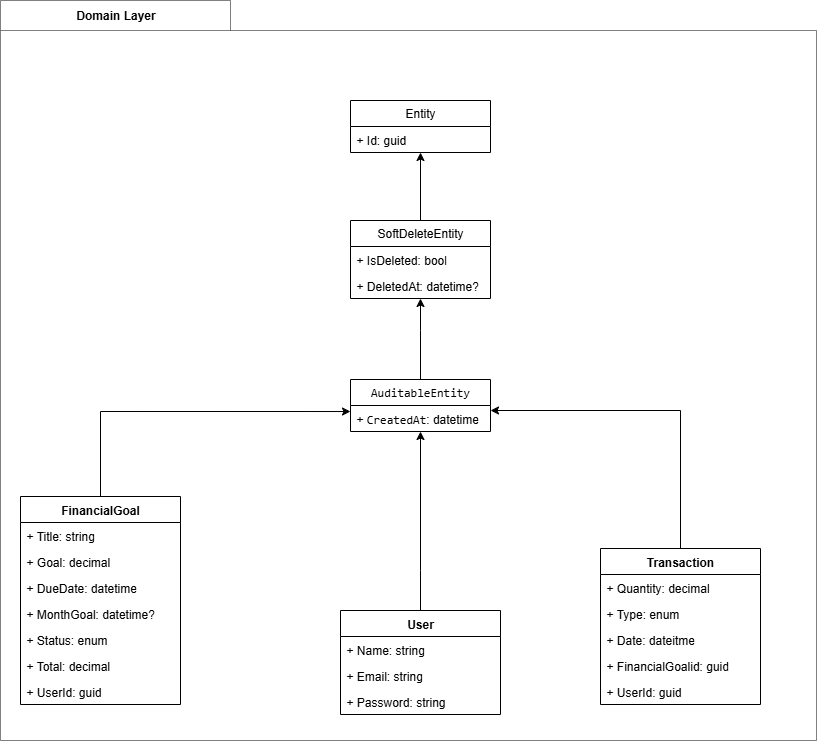 Domain Layer
Entity
+ Id: guid
SoftDeleteEntity
+ IsDeleted: bool
+ DeletedAt: datetime?
AuditableEntity
+ CreatedAt: datetime
FinancialGoal
+ Title: string
+ Goal: decimal
+ DueDate: datetime
+ MonthGoal: datetime?
+ Status: enum
+ Total: decimal
+ UserId: guid
User
+ Name: string
+ Email: string
+ Password: string
Transaction
+ Quantity: decimal
+ Type: enum
+ Date: dateitme
+ FinancialGoalid: guid
+ UserId: guid